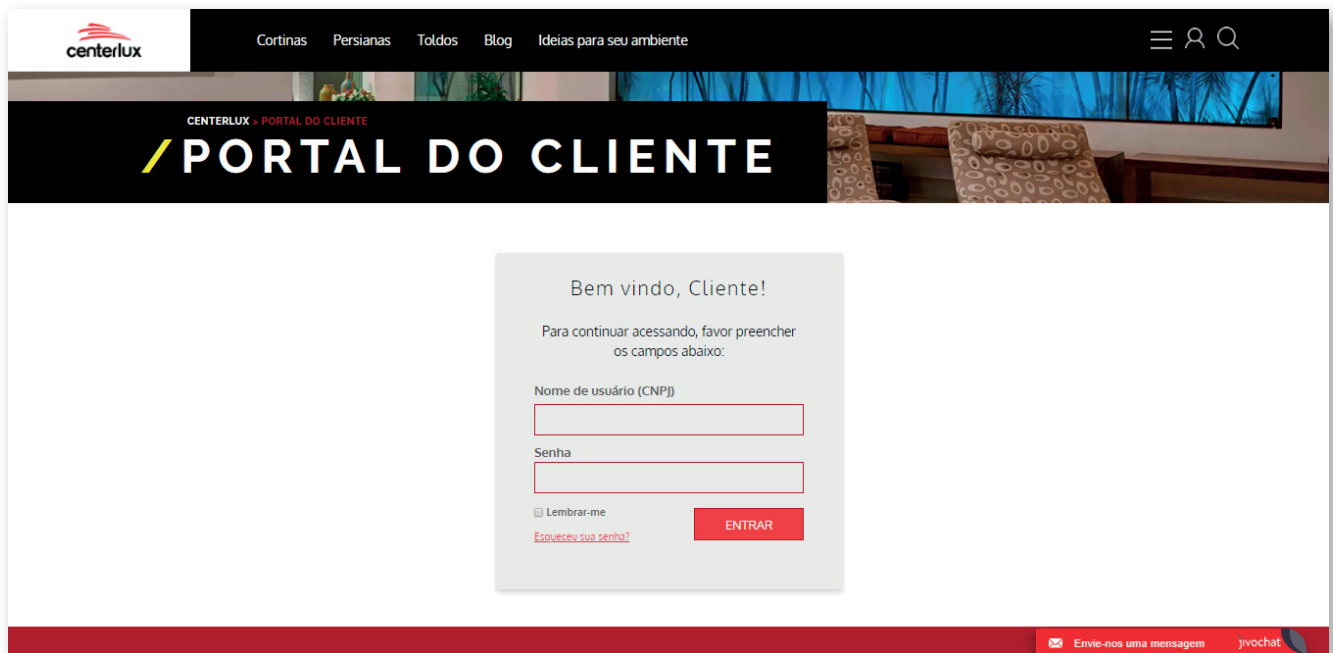 centerlux
Cortinas Persianas Toldos Blog Ideias para seu ambiente
CENTERLUX > PORTAL DO CLIENTE
/PORTAL DO CLIENTE
Bem vindo, Cliente!
Para continuar acessando, favor preencher
os campos abaixo:
Nome de usuário (CNPJ)
Senha
Lembrar-me
ENTRAR
Esqueceu sua senha?
Envie-nos uma mensagem jivochat